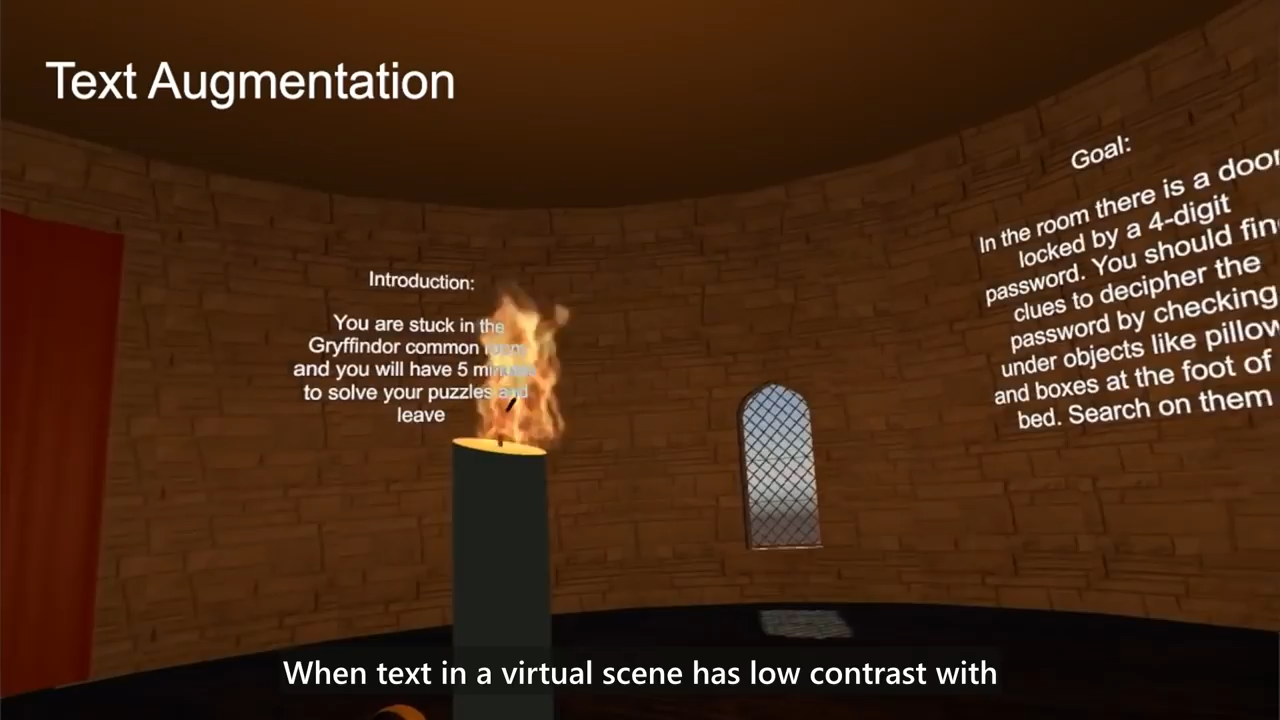 Text Augmentation
Introduction:
You are stuck in the
Gryffindor common room
and you will have 5 minutes
to solve your puzzles and
leave
Goal:
In the room there is a door
locked by a 4-digit
password. You should fin
clues to decipher the
password by checking
under objects like pillow
and boxes at the foot of
bed. Search on them
When text in a virtual scene has low contrast with